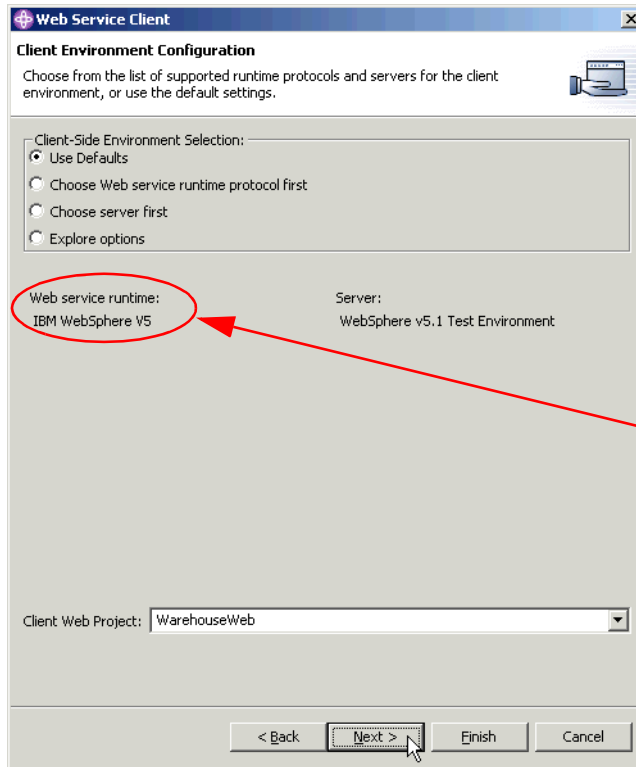 Web Service Client
Client Environment Configuration
Choose from the list of supported runtime protocols and servers for the client
environment, or use the default settings.
Client-Side Environment Selection:
Use Defaults
Choose Web service runtime protocol first
Choose server first
Explore options
Web service runtime:
IBM WebSphere V5
Server:
WebSphere v5.1 Test Environment
Client Web Project: WarehouseWeb
< Back Next > Finish Cancel